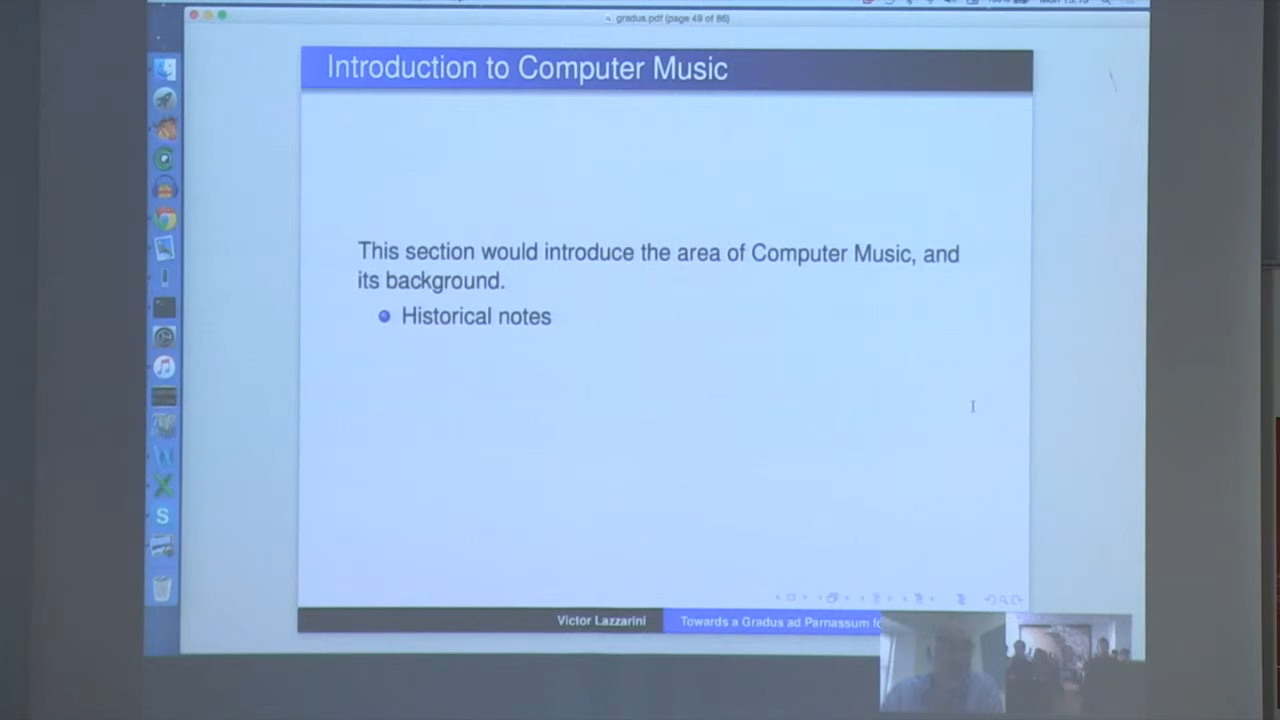 gradus.pdf (page 49 of 86)
Introduction to Computer Music
This section would introduce the area of Computer Music, and
its background.
Historical notes
Victor Lazzarini
Towards a Gradus ad Parnassum fo